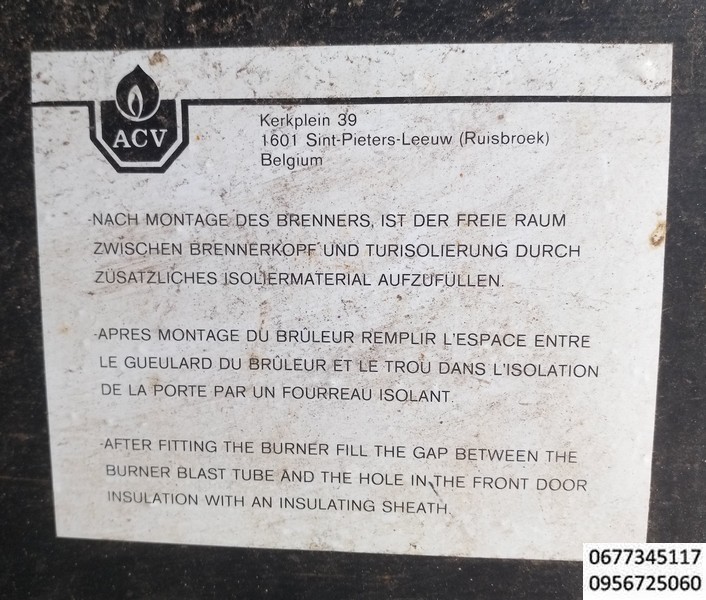 ACV
Kerkplein 39
1601 Sint-Pieters-Leeuw (Ruisbroek)
Belgium
-NACH MONTAGE DES BRENNERS, IST DER FREIE RAUM
ZWISCHEN BRENNERKOPF UND TURISOLIERUNG DURCH
ZÜSATZLICHES ISOLIERMATERIAL AUFZUFÜLLEN.
-APRES MONTAGE DU BRÛLEUR REMPLIR L'ESPACE ENTRE
LE GUEULARD DU BRÛLEUR ET LE TROU DANS L'ISOLATION
DE LA PORTE PAR UN FOURREAU ISOLANT.
-AFTER FITTING THE BURNER FILL THE GAP BETWEEN THE
BURNER BLAST TUBE AND THE HOLE IN THE FRONT DOOR
INSULATION WITH AN INSULATING SHEATH.
0677345117
0956725060